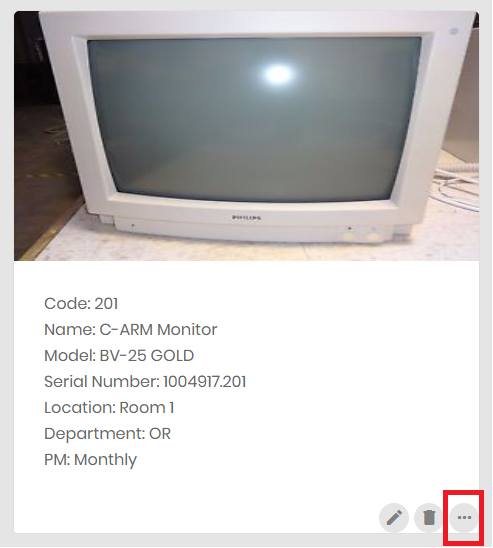 PHILIPS
Code: 201
Name: C-ARM Monitor
Model: BV-25 GOLD
Serial Number: 1004917.201
Location: Room 1
Department: OR
PM: Monthly